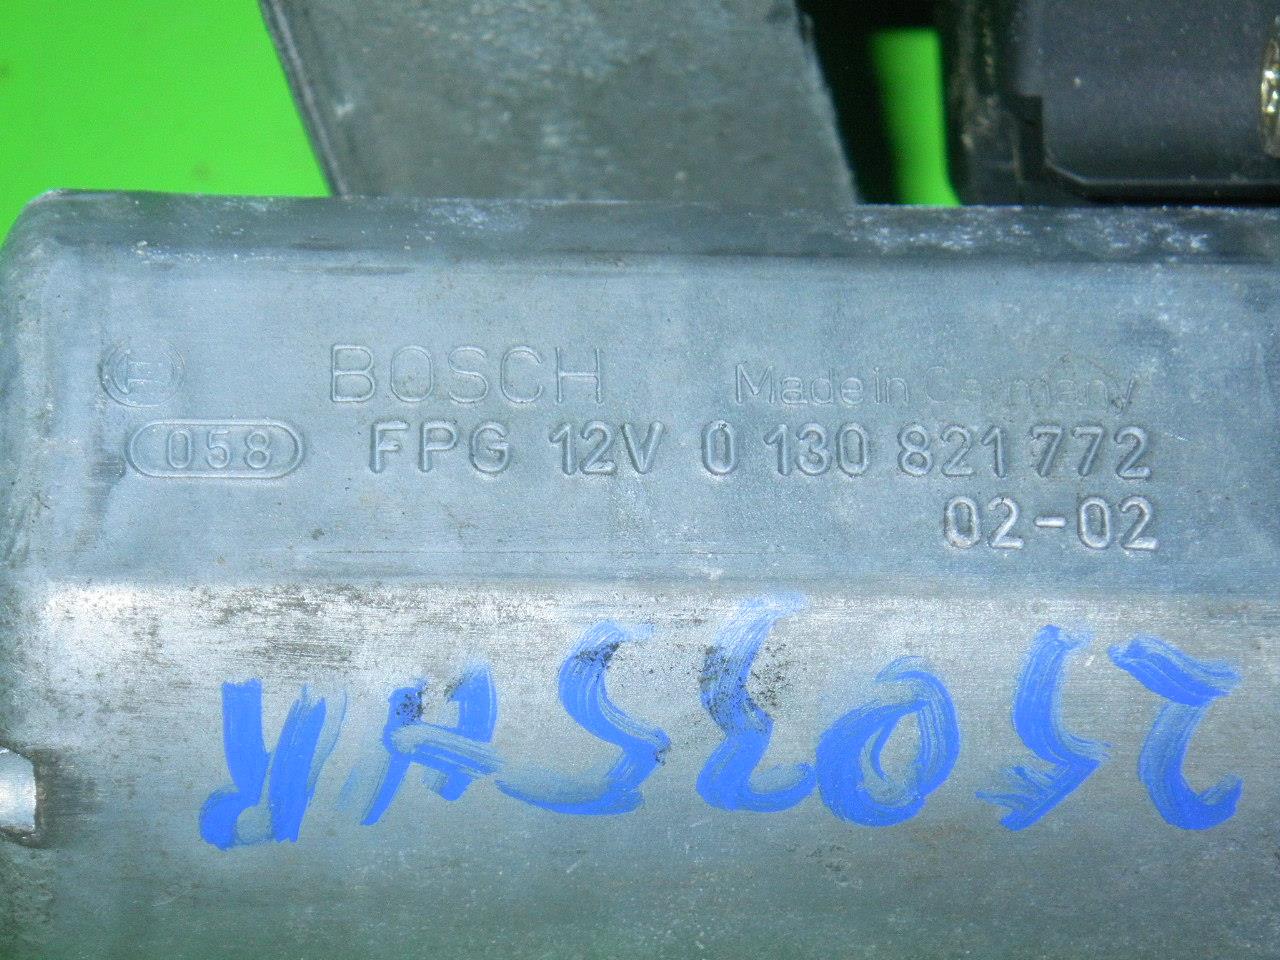 BOSCH Made in Germany
058 FPG 12V 0 130 821 772
02-02